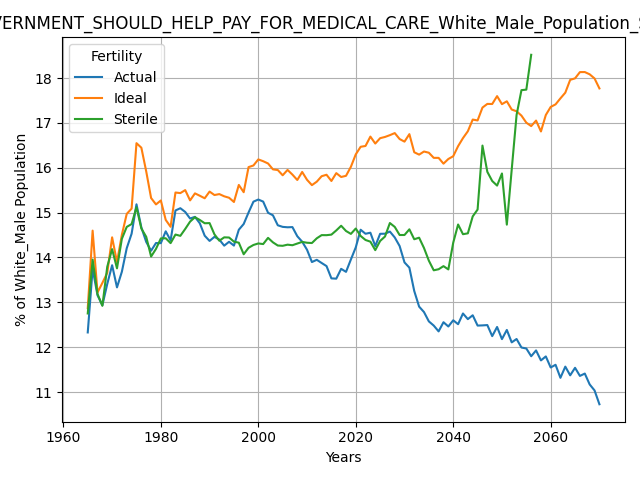 VERNMENT_SHOULD_HELP_PAY_FOR_MEDICAL_CARE_White_Male_Population_
Fertility
Actual
Ideal
Sterile
% of White_Male Population
18
17
16
15
14
13
12
11
1960
1980
2000
2020
2040
2060
Years